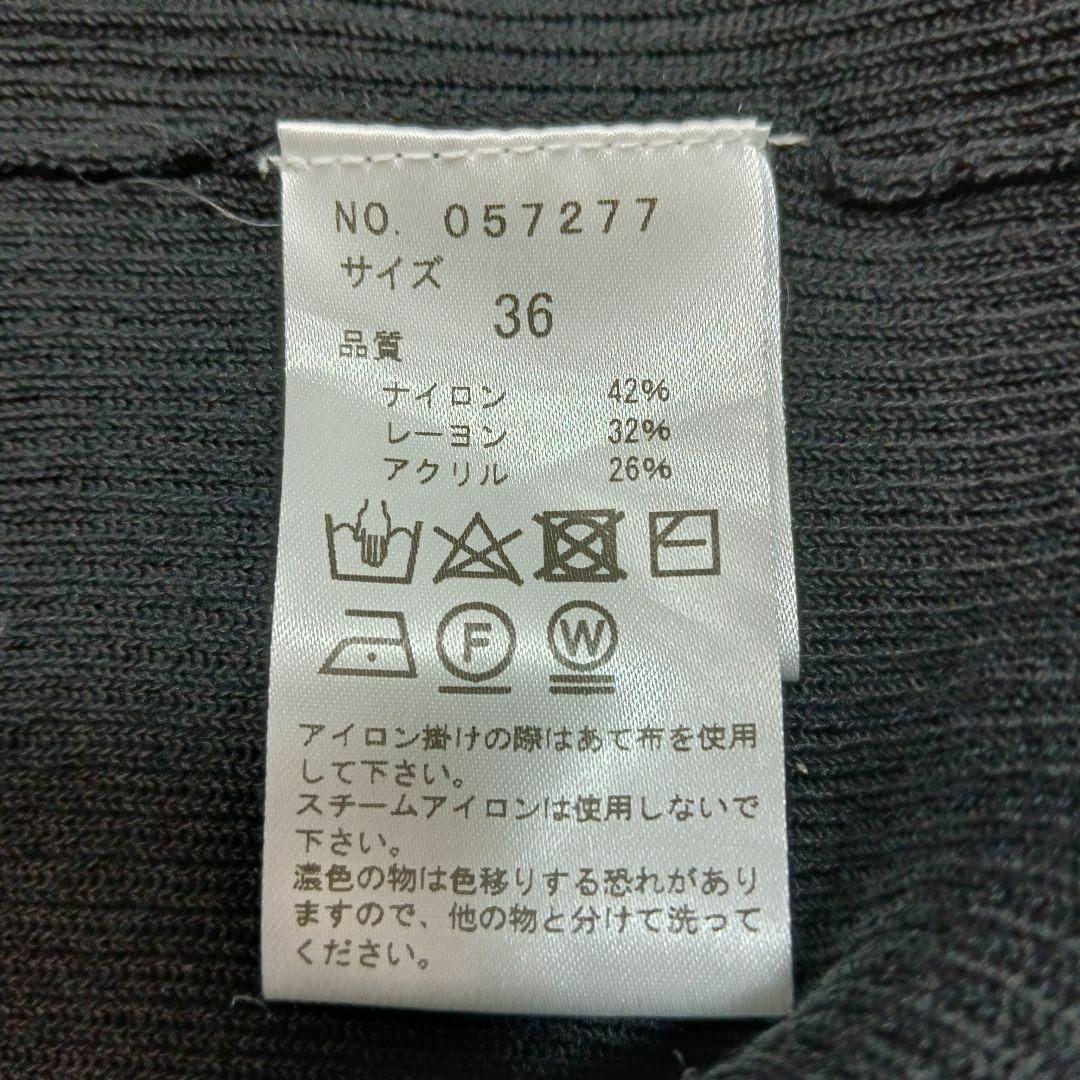 NO. 057277
サイズ
36
品質
ナイロン 42%
レーヨン 32%
アクリル 26%
F W
アイロン掛けの際はあて布を使用
して下さい。
スチームアイロンは使用しないで
下さい。
濃色の物は色移りする恐れがあり
ますので、他の物と分けて洗って
ください。